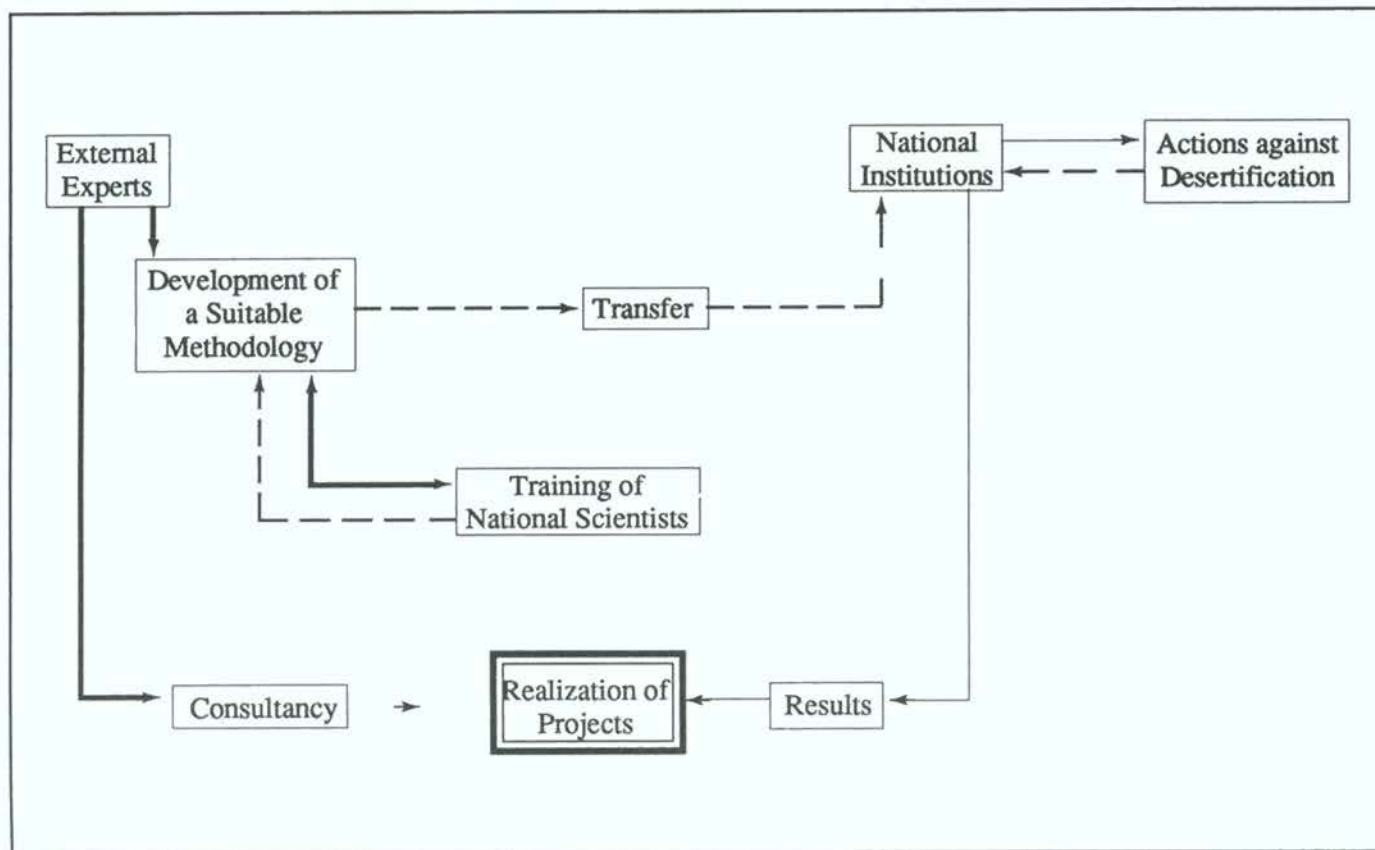 External
Experts
National
Institutions
Actions against
Desertification
Development of
a Suitable
Methodology
Transfer
Training of
National Scientists
Consultancy
Realization of
Projects
Results